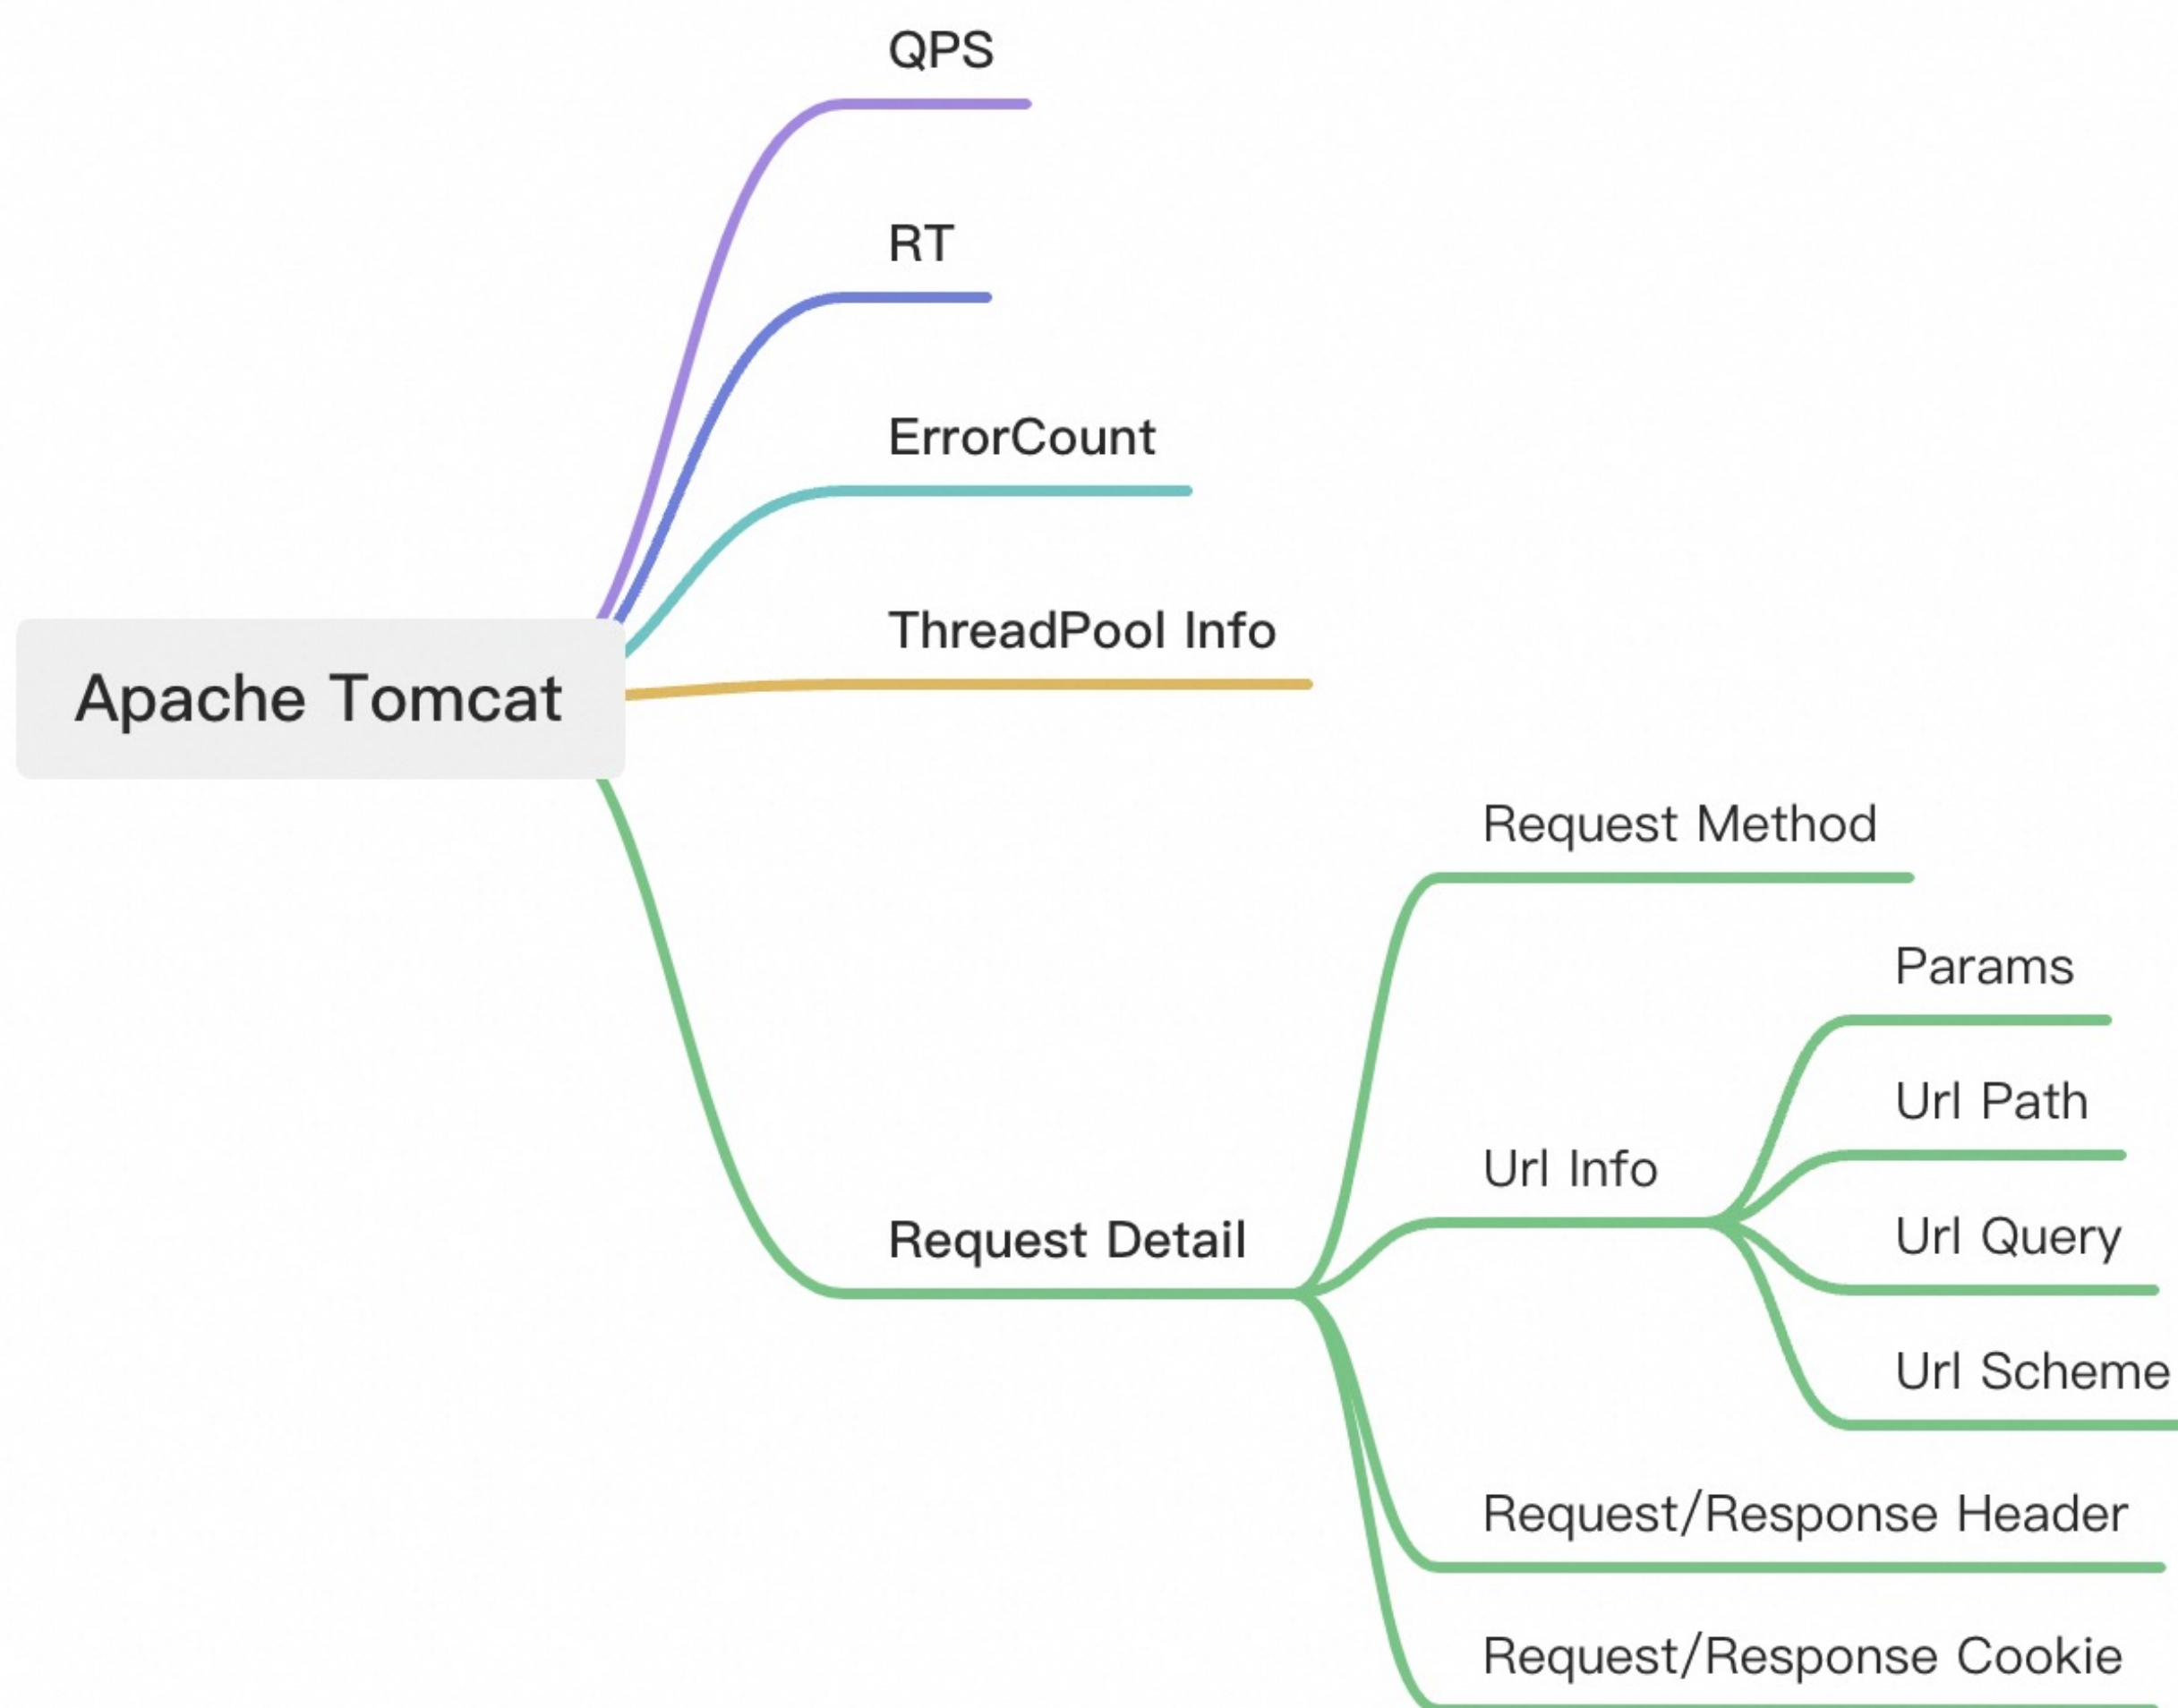 QPS
RT
ErrorCount
ThreadPool Info
Apache Tomcat
Request Method
Params
Url Path
Url Info
Url Query
Request Detail
Url Scheme
Request/Response Header
Request/Response Cookie